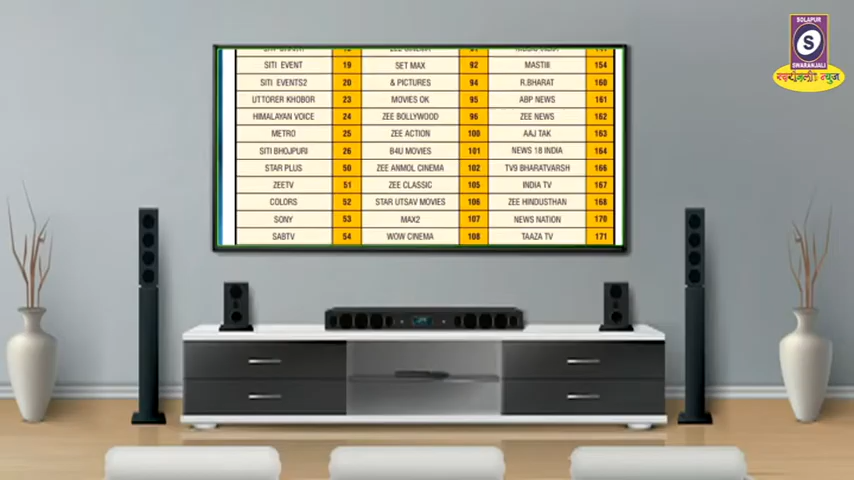 SITI EVENT 19 SET MAX 92 MASTIII 154
SITI EVENTS2 20 & PICTURES 94 R.BHARAT 160
UTTORER KHOBOR 23 MOVIES OK 95 ABP NEWS 161
HIMALAYAN VOICE 24 ZEE BOLLYWOOD 96 ZEE NEWS 162
METRO 25 ZEE ACTION 100 AAJ TAK 163
SITI BHOJPURI 26 B4U MOVIES 101 NEWS 18 INDIA 164
STAR PLUS 50 ZEE ANMOL CINEMA 102 TV9 BHARATVARSH 166
ZEETV 51 ZEE CLASSIC 105 INDIA TV 167
COLORS 52 STAR UTSAV MOVIES 106 ZEE HINDUSTHAN 168
SONY 53 MAX2 107 NEWS NATION 170
SABTV 54 WOW CINEMA 108 TAAZA TV 171
SOLAPUR
S
SWARANJALI
स्वरांजली न्युज